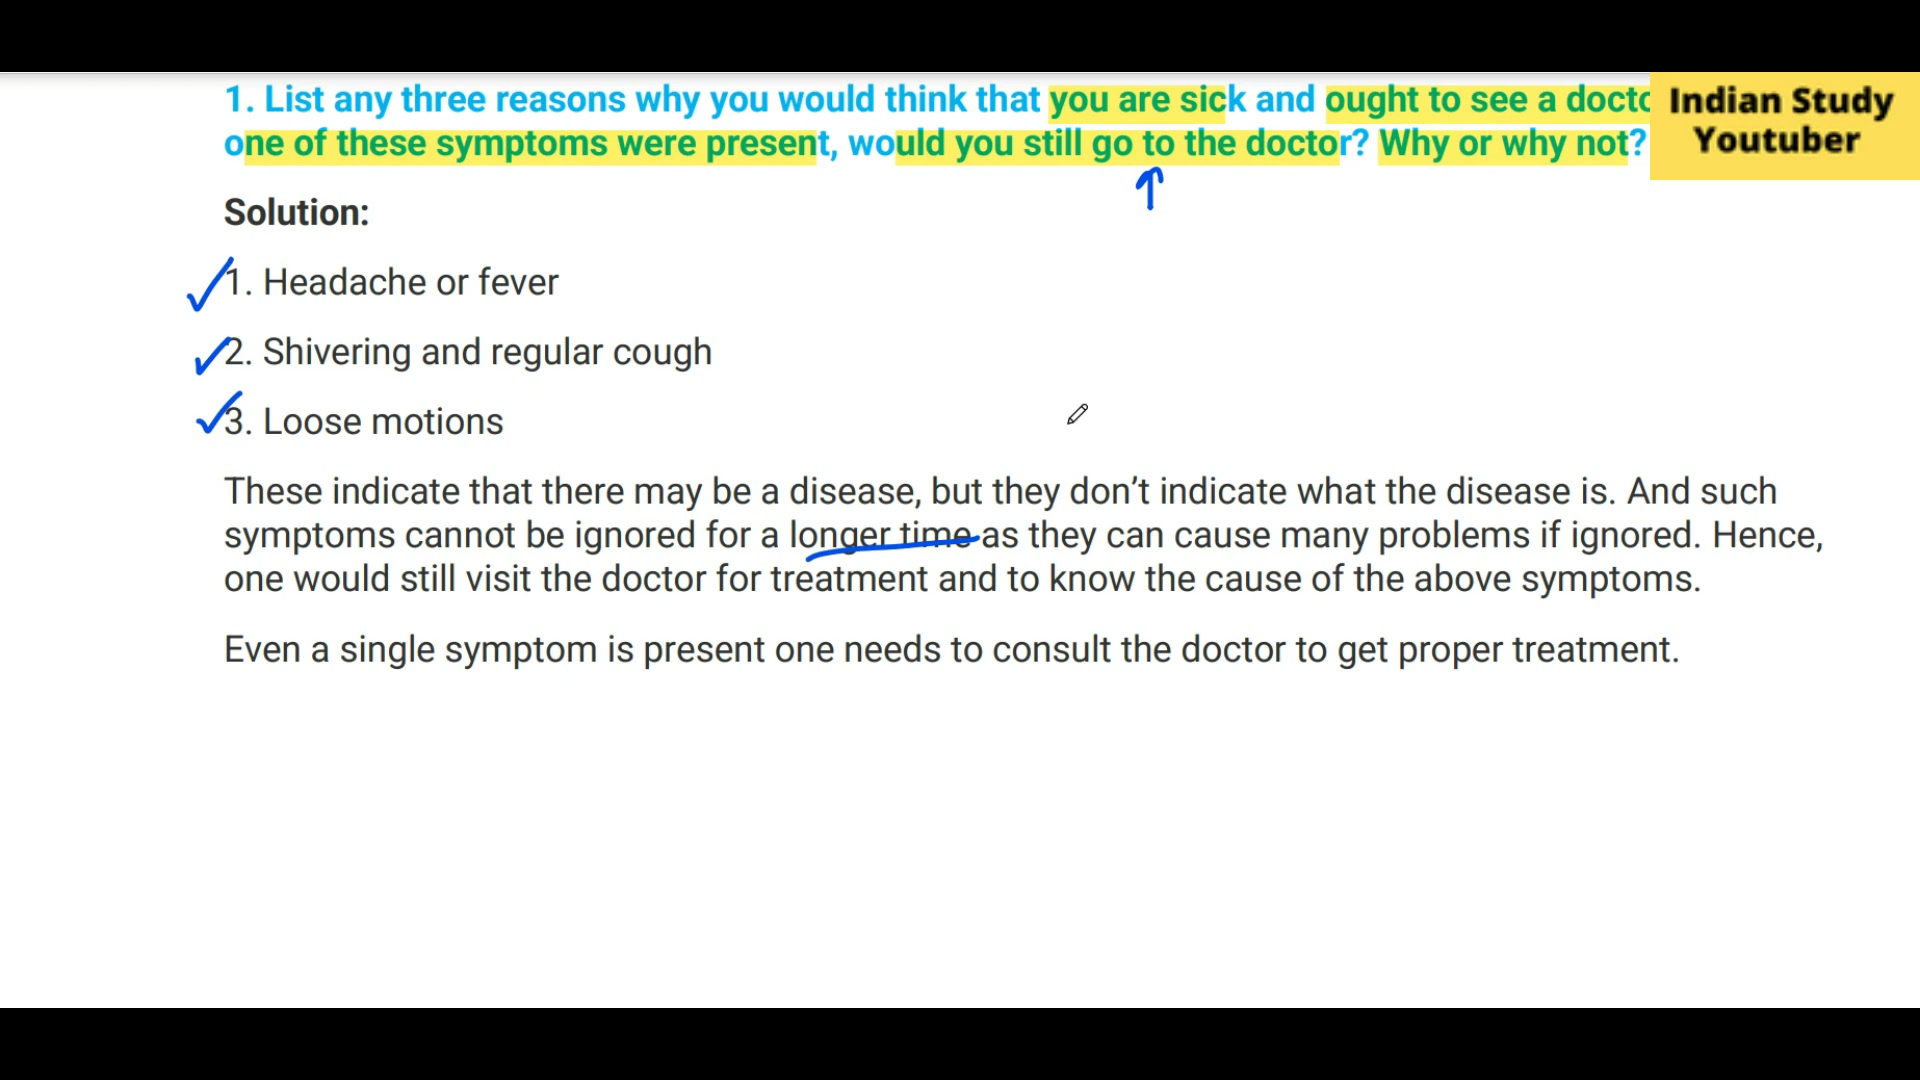 1. List any three reasons why you would think that you are sick and ought to see a
one of these symptoms were present, would you still go to the doctor? Why or why not?
Indian Study
Youtuber
Solution:
1. Headache or fever
2. Shivering and regular cough
3. Loose motions
These indicate that there may be a disease, but they don’t indicate what the disease is. And such
symptoms cannot be ignored for a longer time as they can cause many problems if ignored. Hence,
one would still visit the doctor for treatment and to know the cause of the above symptoms.
Even a single symptom is present one needs to consult the doctor to get proper treatment.